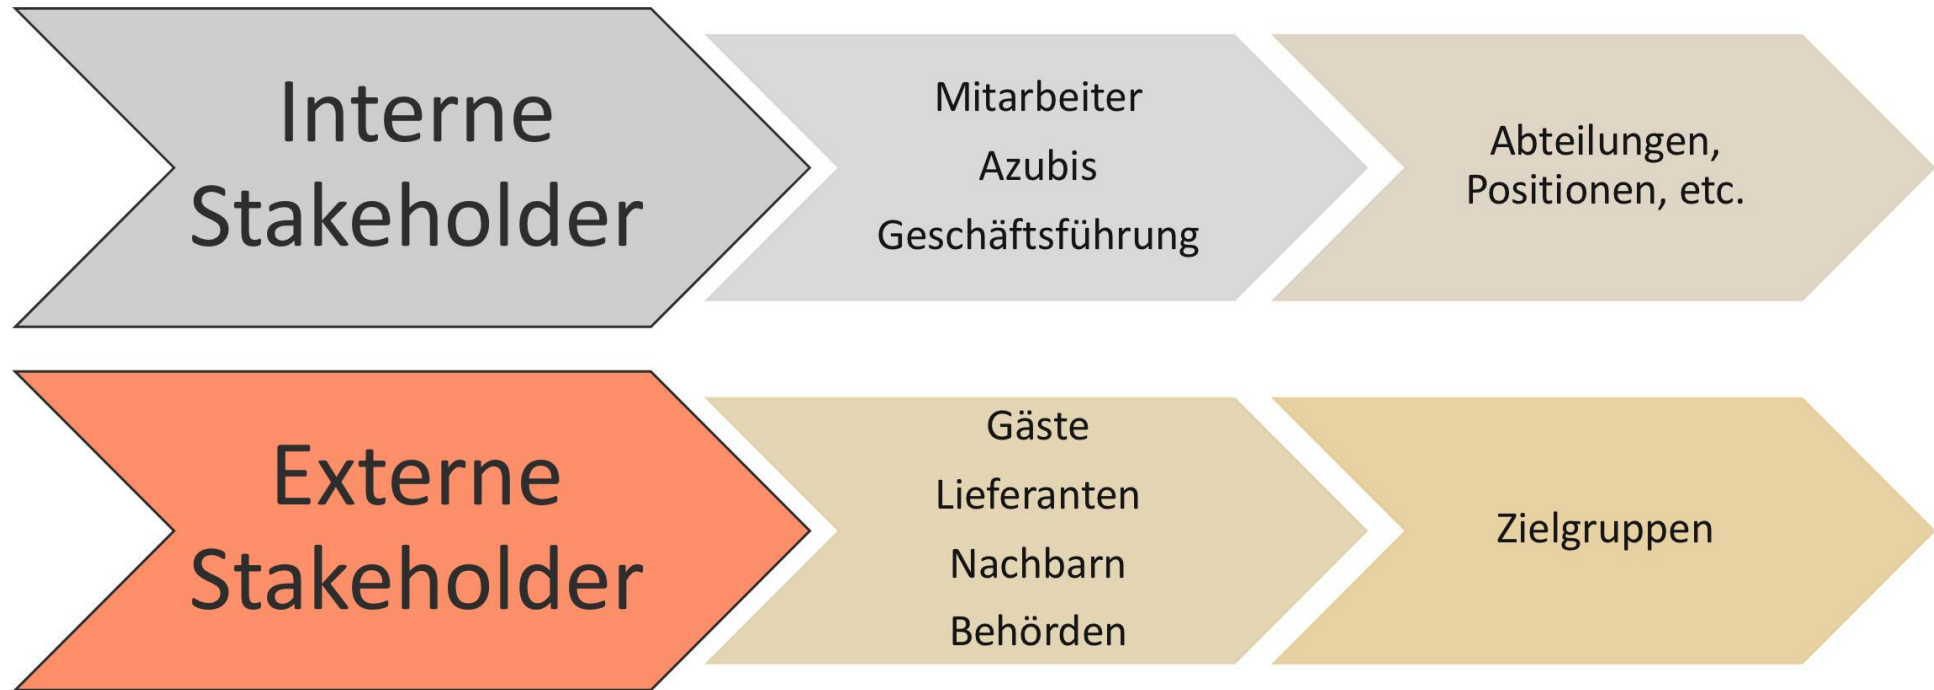 Interne
Stakeholder
Mitarbeiter
Azubis
Geschäftsführung
Abteilungen,
Positionen, etc.
Externe
Stakeholder
Gäste
Lieferanten
Nachbarn
Behörden
Zielgruppen